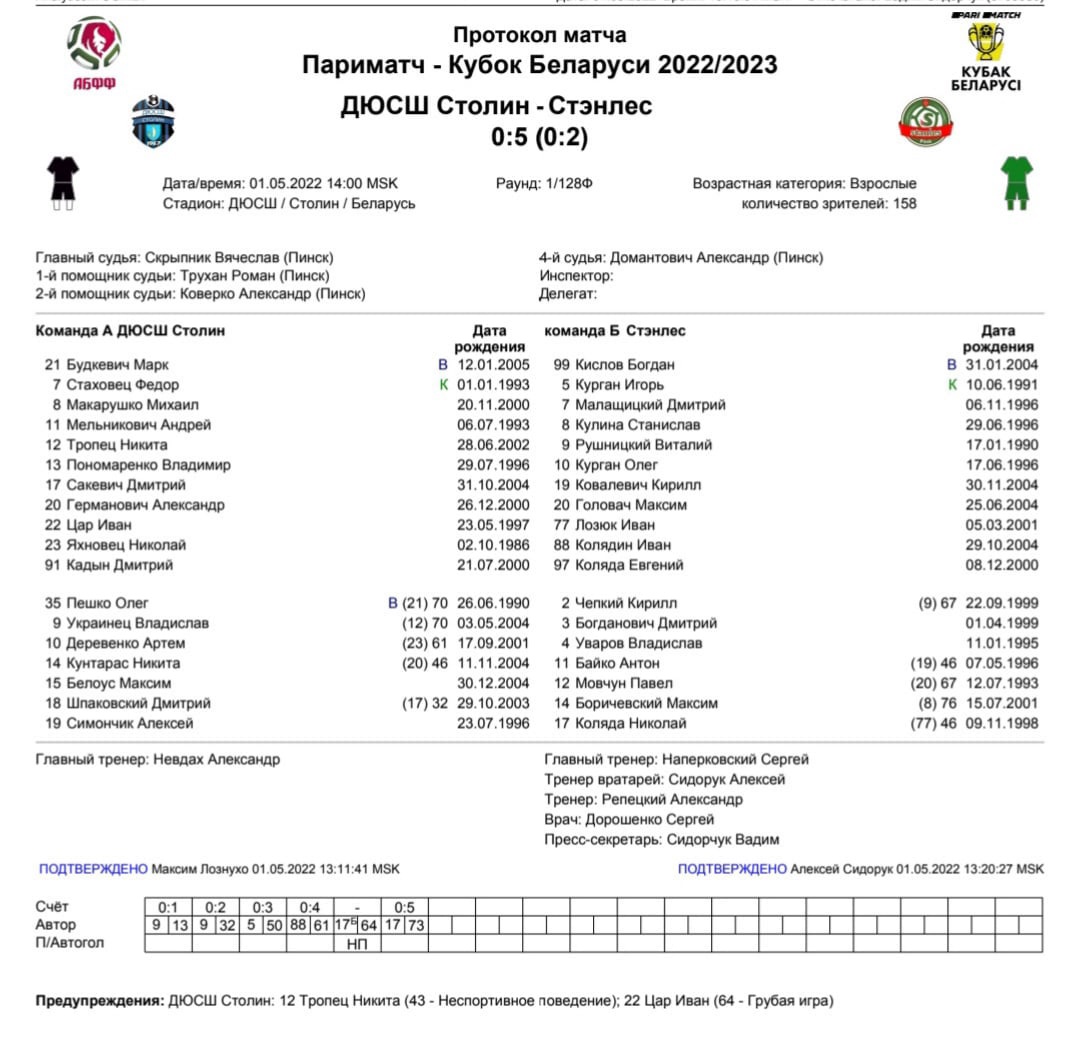 Протокол матча
Париматч - Кубок Беларуси 2022/2023
ДЮСШ Столин - Стэнлес
0:5 (0:2)
АБФФ
ДЮСШ
СТОЛИН
PARI MATCH
КУБАК
БЕЛАРУСІ
KSI
stainles
Дата/время: 01.05.2022 14:00 MSK Раунд: 1/128Ф Возрастная категория: Взрослые
Стадион: ДЮСШ / Столин / Беларусь количество зрителей: 158
Главный судья: Скрыпник Вячеслав (Пинск) 4-й судья: Домантович Александр (Пинск)
1-й помощник судьи: Трухан Роман (Пинск) Инспектор:
2-й помощник судьи: Коверко Александр (Пинск) Делегат:
Команда А ДЮСШ Столин Дата команда Б Стэнлес Дата
рождения рождения
21 Будкевич Марк В 12.01.2005 99 Кислов Богдан В 31.01.2004
7 Стаховец Федор К 01.01.1993 5 Курган Игорь К 10.06.1991
8 Макарушко Михаил 20.11.2000 7 Малащицкий Дмитрий 06.11.1996
11 Мельникович Андрей 06.07.1993 8 Кулина Станислав 29.06.1996
12 Тропец Никита 28.06.2002 9 Рушницкий Виталий 17.01.1990
13 Пономаренко Владимир 29.07.1996 10 Курган Олег 17.06.1996
17 Сакевич Дмитрий 31.10.2004 19 Ковалевич Кирилл 30.11.2004
20 Германович Александр 26.12.2000 20 Головач Максим 25.06.2004
22 Цар Иван 23.05.1997 77 Лозюк Иван 05.03.2001
23 Яхновец Николай 02.10.1986 88 Колядин Иван 29.10.2004
91 Кадын Дмитрий 21.07.2000 97 Коляда Евгений 08.12.2000
35 Пешко Олег В (21) 70 26.06.1990 2 Чепкий Кирилл (9) 67 22.09.1999
9 Украинец Владислав (12) 70 03.05.2004 3 Богданович Дмитрий 01.04.1999
10 Деревенко Артем (23) 61 17.09.2001 4 Уваров Владислав 11.01.1995
14 Кунтарас Никита (20) 46 11.11.2004 11 Байко Антон (19) 46 07.05.1996
15 Белоус Максим 30.12.2004 12 Мовчун Павел (20) 67 12.07.1993
18 Шпаковский Дмитрий (17) 32 29.10.2003 14 Боричевский Максим (8) 76 15.07.2001
19 Симончик Алексей 23.07.1996 17 Коляда Николай (77) 46 09.11.1998
Главный тренер: Невдах Александр Главный тренер: Наперковский Сергей
Тренер вратарей: Сидорук Алексей
Тренер: Репецкий Александр
Врач: Дорошенко Сергей
Пресс-секретарь: Сидорчук Вадим
ПОДТВЕРЖДЕНО Максим Лознухо 01.05.2022 13:11:41 MSK ПОДТВЕРЖДЕНО Алексей Сидорук 01.05.2022 13:20:27 MSK
Счёт 0:1 0:2 0:3 0:4 - 0:5
Автор 9 13 9 32 5 50 88 61 17⁵ 64 17 73
П/Автогол НП
Предупреждения: ДЮСШ Столин: 12 Тропец Никита (43 - Неспортивное поведение); 22 Цар Иван (64 - Грубая игра)